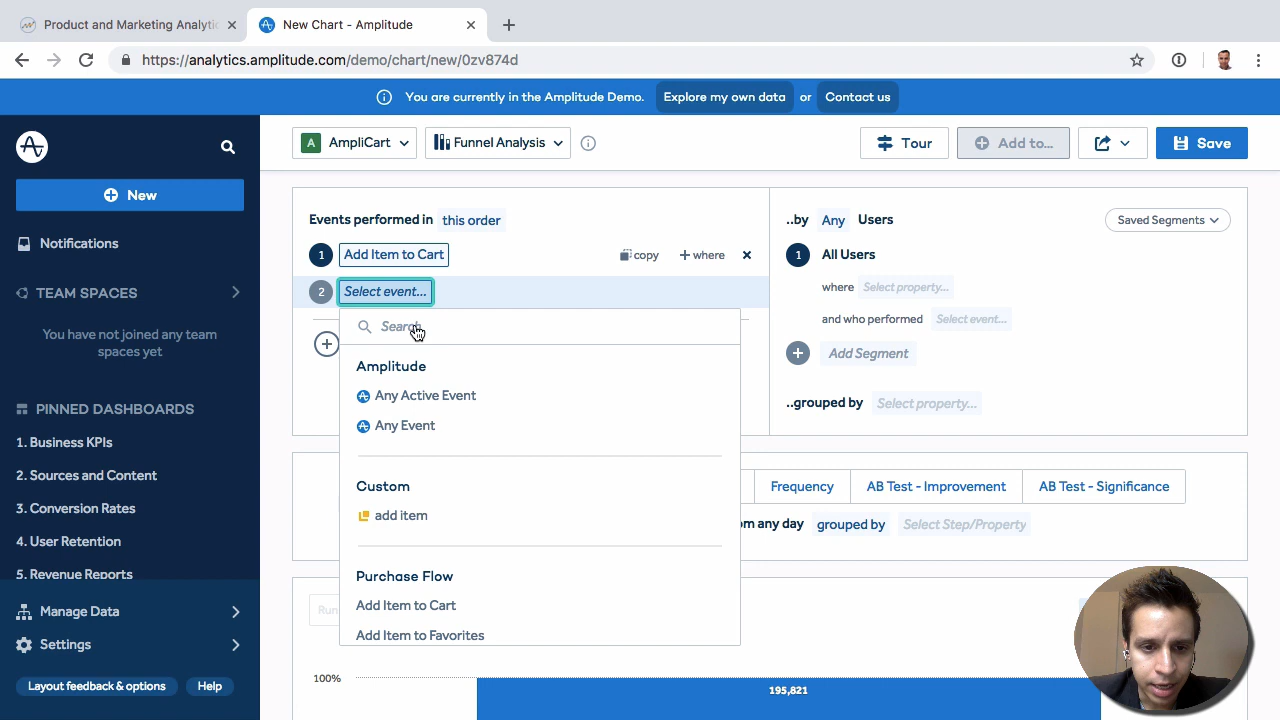 Product and Marketing Analytic
New Chart - Amplitude
https://analytics.amplitude.com/demo/chart/new/0zv874d
You are currently in the Amplitude Demo.
Explore my own data
or
Contact us
A
AmpliCart
Funnel Analysis
Tour
Add to...
Save
New
Notifications
TEAM SPACES
You have not joined any team
spaces yet
PINNED DASHBOARDS
1. Business KPIs
2. Sources and Content
3. Conversion Rates
4. User Retention
5. Revenue Reports
Manage Data
Settings
Layout feedback & options
Help
Events performed in this order
1 Add Item to Cart
copy
+ where
2 Select event...
Search
Amplitude
Any Active Event
Any Event
Custom
add item
Purchase Flow
Add Item to Cart
Add Item to Favorites
..by Any Users
Saved Segments
1 All Users
where Select property...
and who performed Select event...
Add Segment
..grouped by Select property...
Frequency
AB Test - Improvement
AB Test - Significance
any day grouped by Select Step/Property
100%
195,821